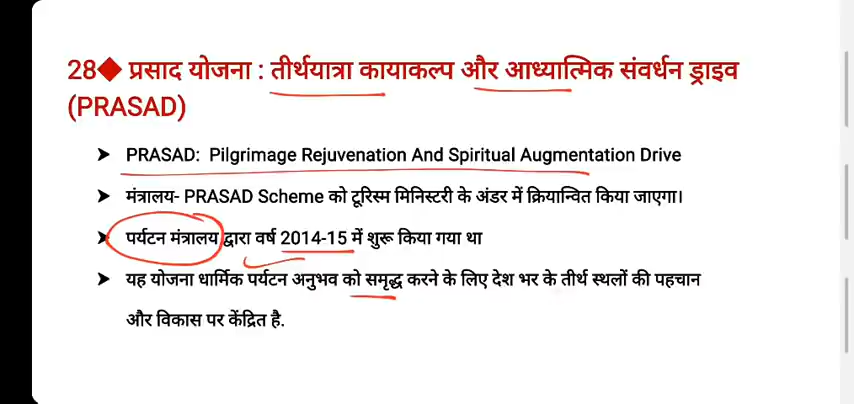 28◆ प्रसाद योजना : तीर्थयात्रा कायाकल्प और आध्यात्मिक संवर्धन ड्राइव
(PRASAD)
➤ PRASAD: Pilgrimage Rejuvenation And Spiritual Augmentation Drive
➤ मंत्रालय- PRASAD Scheme को टूरिस्म मिनिस्टरी के अंडर में क्रियान्वित किया जाएगा।
➤ पर्यटन मंत्रालय द्वारा वर्ष 2014-15 में शुरू किया गया था
➤ यह योजना धार्मिक पर्यटन अनुभव को समृद्ध करने के लिए देश भर के तीर्थ स्थलों की पहचान
और विकास पर केंद्रित है.